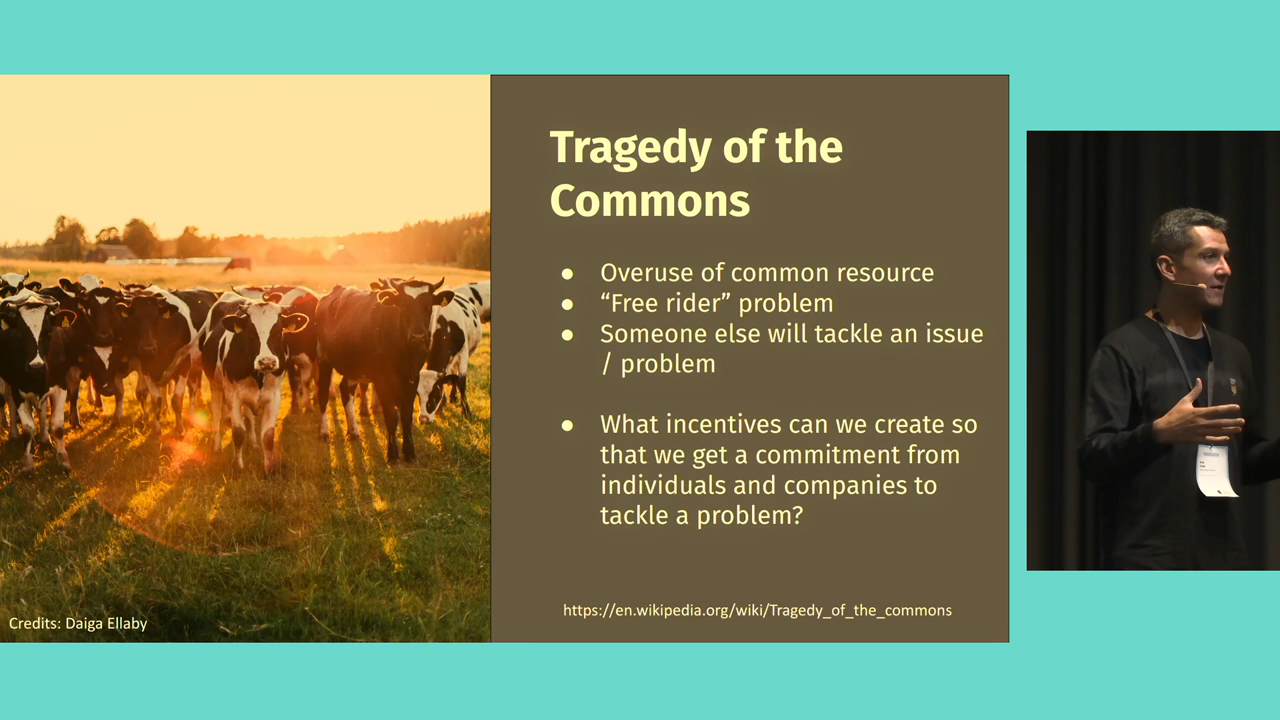 Tragedy of the
Commons
● Overuse of common resource
● “Free rider” problem
● Someone else will tackle an issue
/ problem
● What incentives can we create so
that we get a commitment from
individuals and companies to
tackle a problem?
https://en.wikipedia.org/wiki/Tragedy_of_the_commons
Credits: Daiga Ellaby